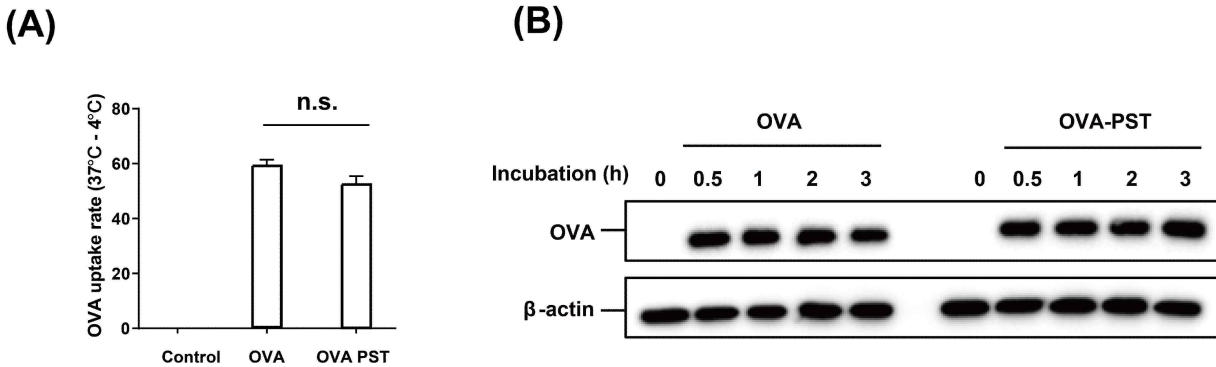 (A)
OVA uptake rate (37°C - 4°C)
80
60
40
20
0
n.s.
Control OVA OVA PST
(B)
OVA OVA-PST
Incubation (h) 0 0.5 1 2 3 0 0.5 1 2 3
OVA
β-actin